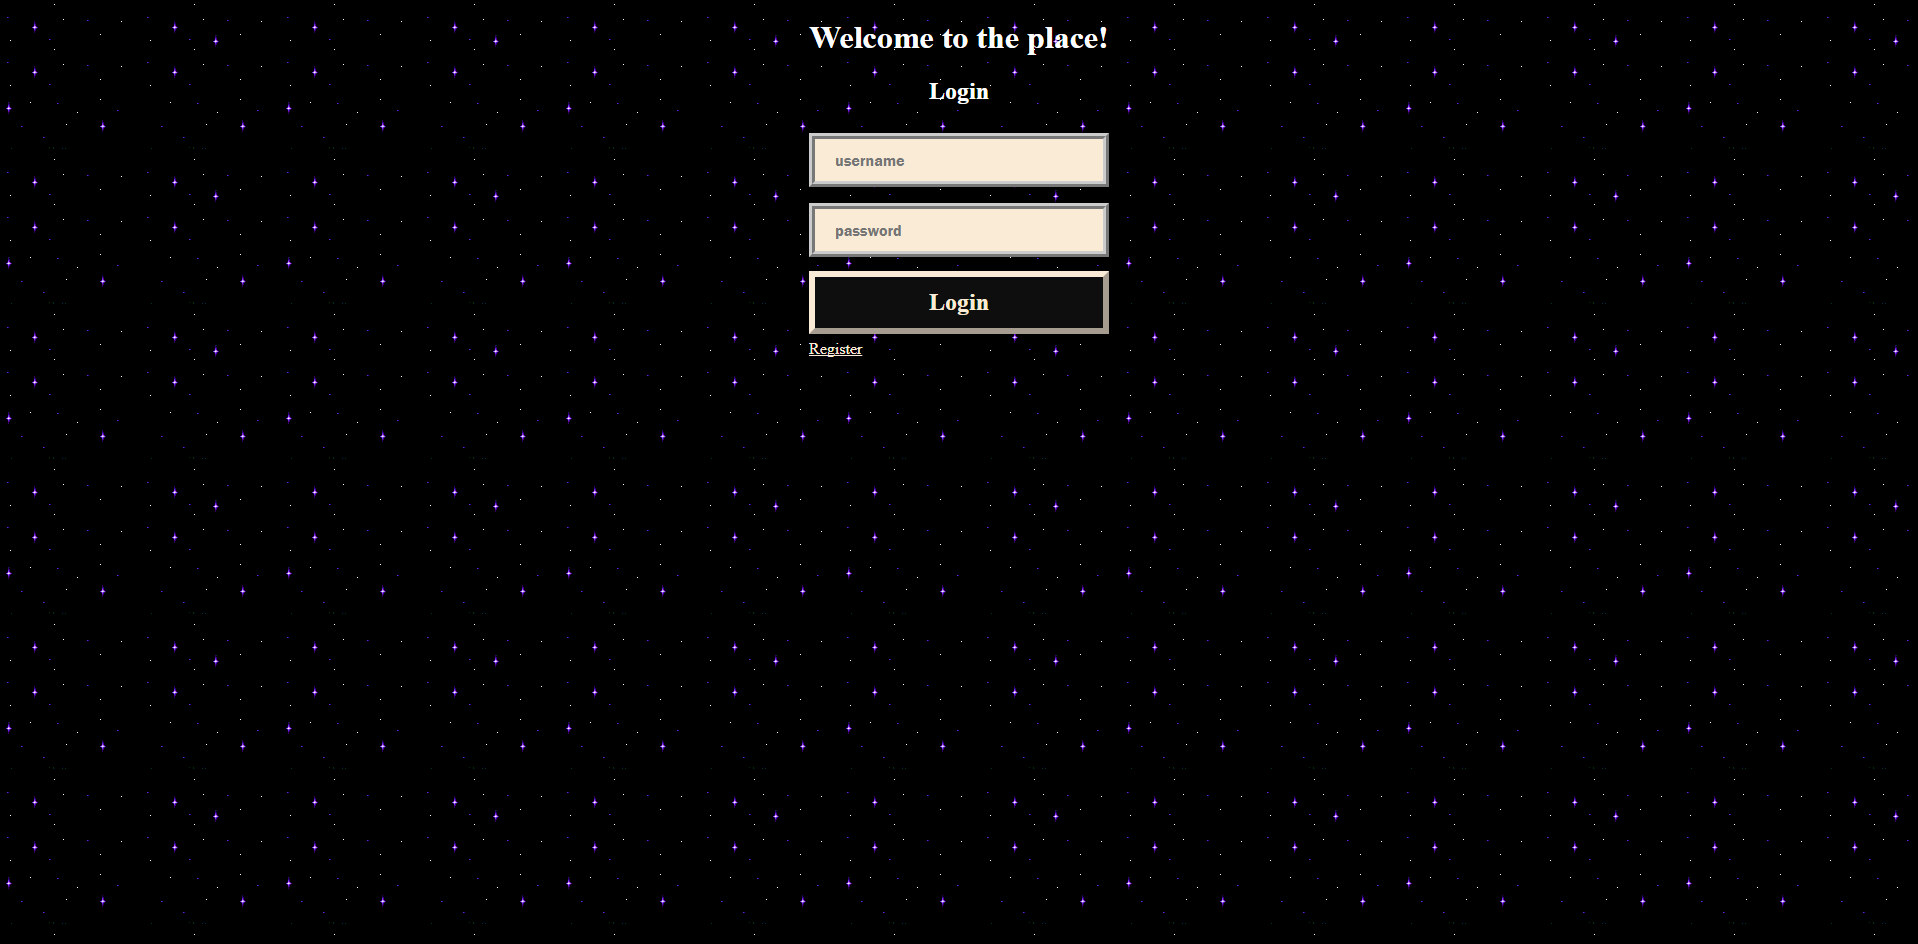 Welcome to the place!
Login
username
password
Login
Register